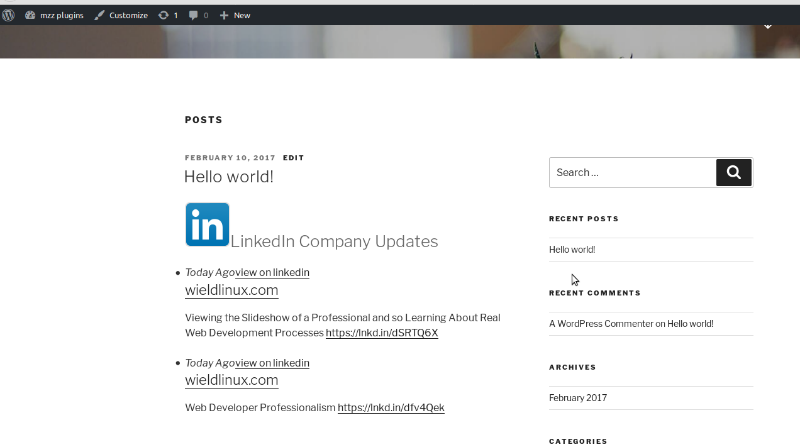 mzz plugins Customize 1 0 New
POSTS
FEBRUARY 10, 2017 EDIT
Hello world!
in LinkedIn Company Updates
Today Agoview on linkedin
wieldlinux.com
Viewing the Slideshow of a Professional and so Learning About Real
Web Development Processes https://lnkd.in/dSRTQ6X
Today Agoview on linkedin
wieldlinux.com
Web Developer Professionalism https://lnkd.in/dfv4Qek
Search ...
RECENT POSTS
Hello world!
RECENT COMMENTS
A WordPress Commenter on Hello world!
ARCHIVES
February 2017
CATEGORIES